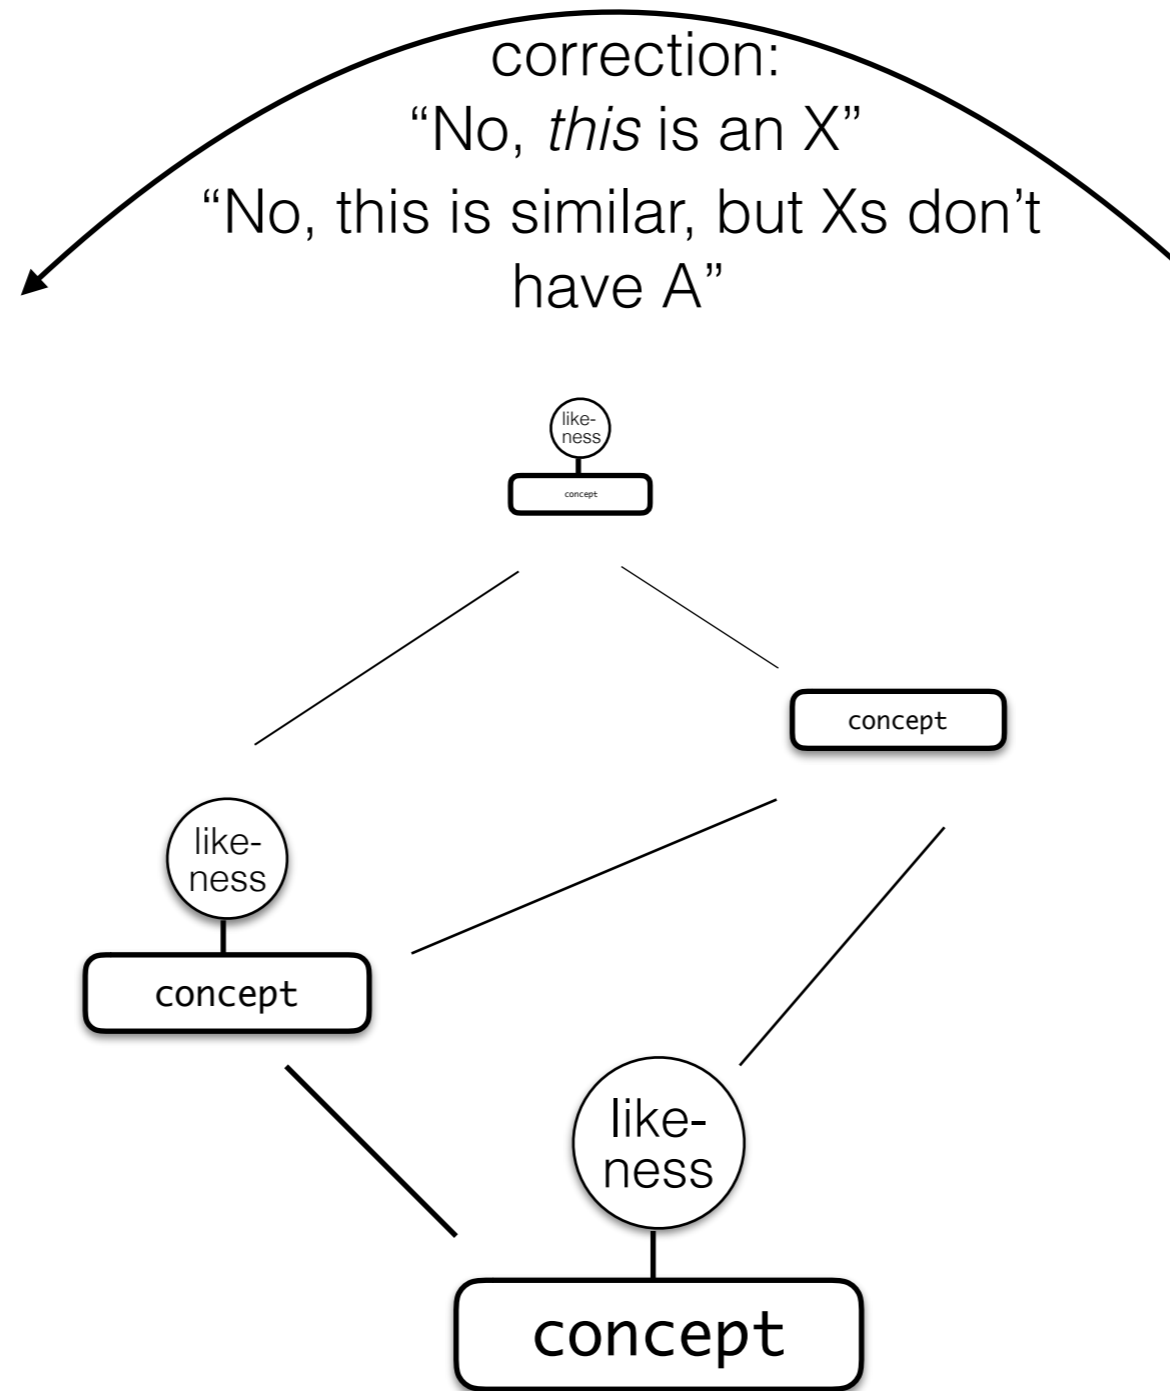 correction:
“No, this is an X”
“No, this is similar, but Xs don’t
have A”
like-
ness
concept
concept
like-
ness
concept
like-
ness
concept